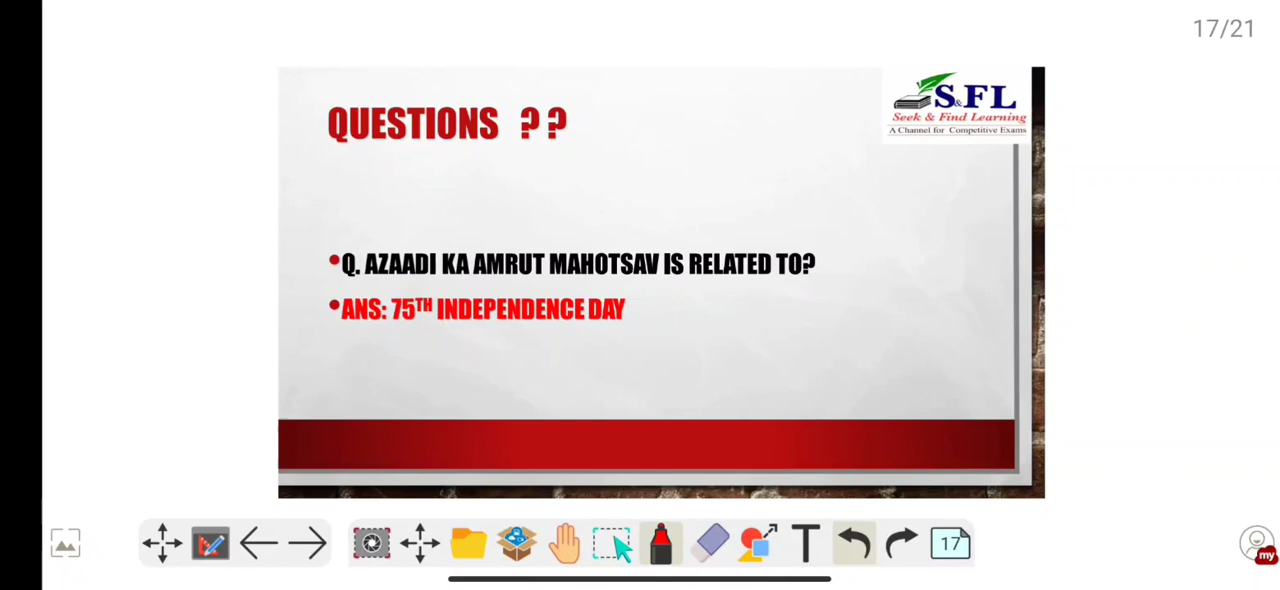 17/21
S&FL
Seek & Find Learning
A Channel for Competitive Exams
QUESTIONS ??
•Q. AZAADI KA AMRUT MAHOTSAV IS RELATED TO?
•ANS: 75TH INDEPENDENCE DAY
T
17
my